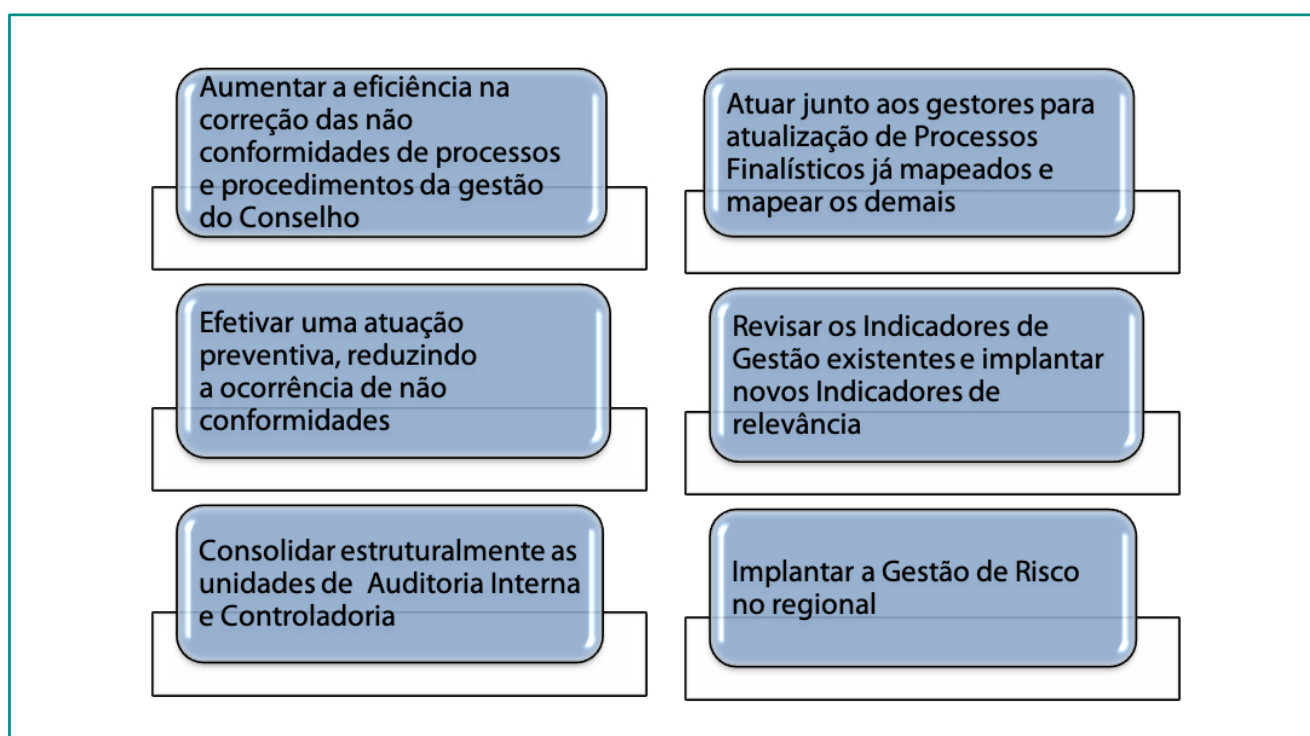 Aumentar a eficiência na
correção das não
conformidades de processos
e procedimentos da gestão
do Conselho
Atuar junto aos gestores para
atualização de Processos
Finalísticos já mapeados e
mapear os demais
Efetivar uma atuação
preventiva, reduzindo
a ocorrência de não
conformidades
Revisar os Indicadores de
Gestão existentes e implantar
novos Indicadores de
relevância
Consolidar estruturalmente as
unidades de Auditoria Interna
e Controladoria
Implantar a Gestão de Risco
no regional